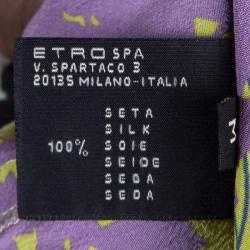 ETRO SPA
V. SPARTACO 3
20135 MILANO-ITALIA
SETA
SILK
100% SOIE
SEIDE
SEDA
SEDA